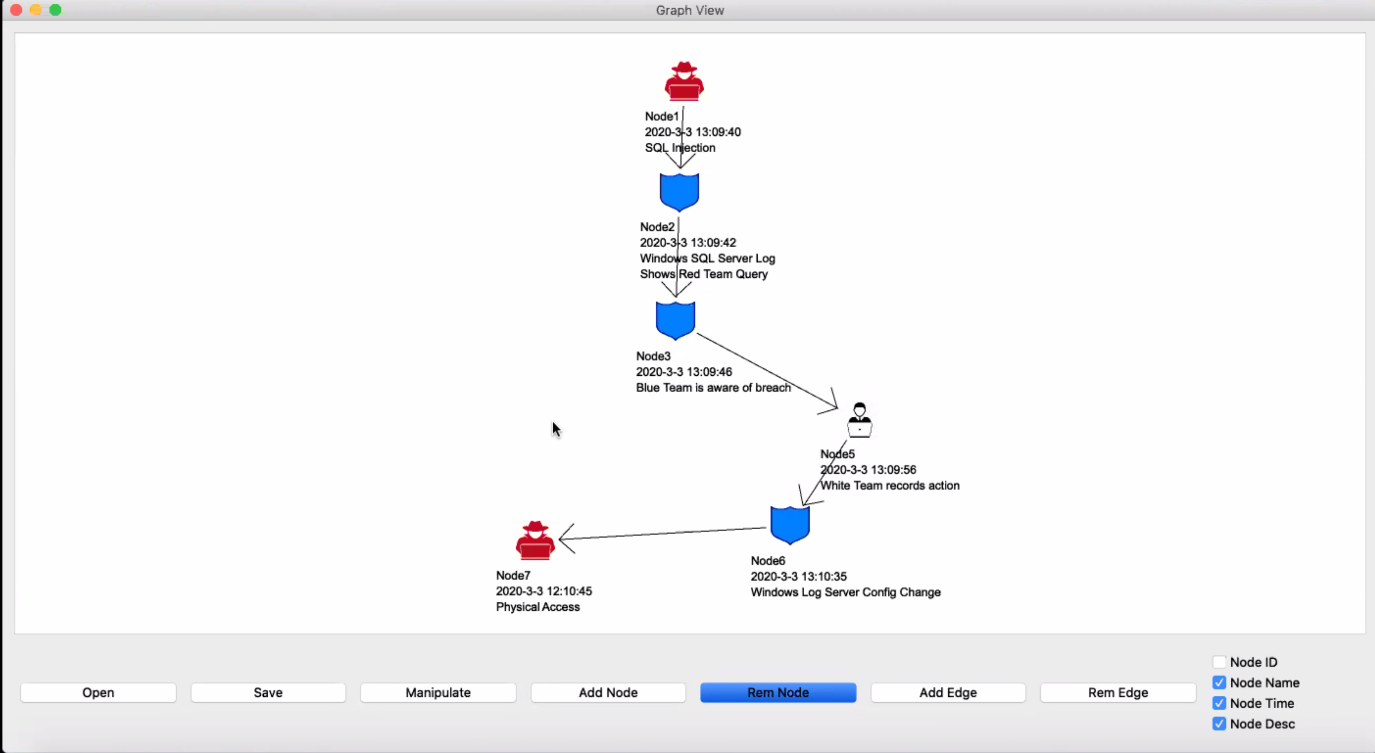 Graph View
Node1
2020-3-3 13:09:40
SQL Injection
Node2
2020-3-3 13:09:42
Windows SQL Server Log
Shows Red Team Query
Node3
2020-3-3 13:09:46
Blue Team is aware of breach
Node5
2020-3-3 13:09:56
White Team records action
Node6
2020-3-3 13:10:35
Windows Log Server Config Change
Node7
2020-3-3 12:10:45
Physical Access
Open
Save
Manipulate
Add Node
Rem Node
Add Edge
Rem Edge
Node ID
Node Name
Node Time
Node Desc